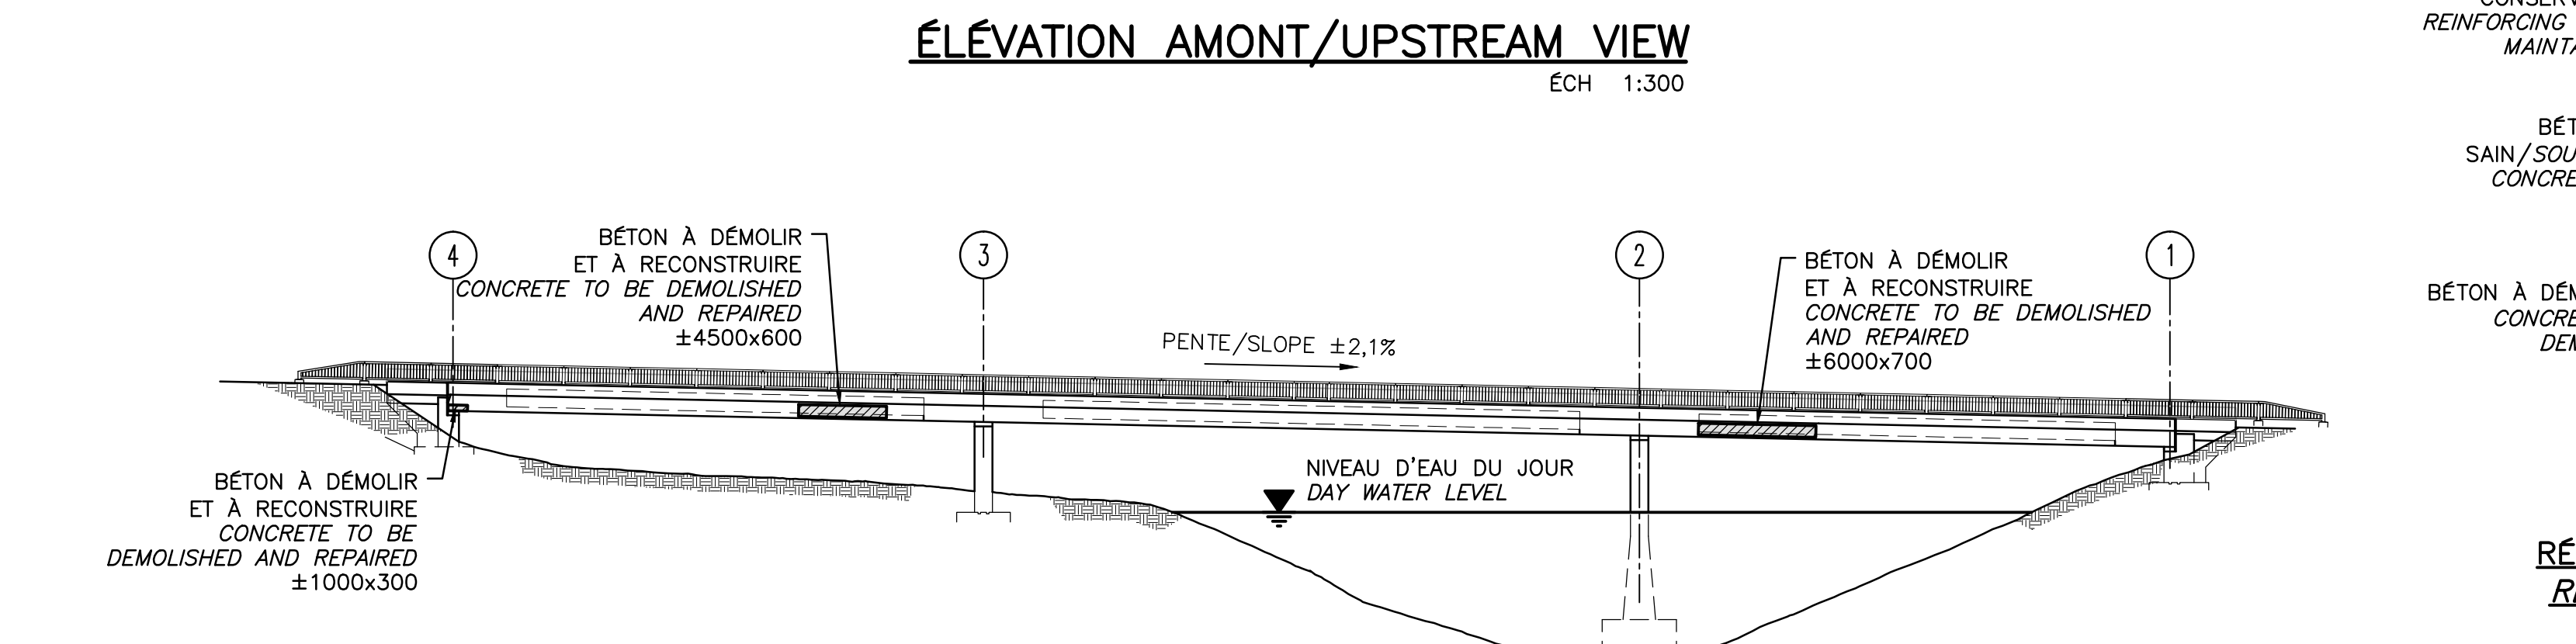 ÉLÉVATION AMONT/UPSTREAM VIEW
ÉCH 1:300
4
3
2
1
BÉTON À DÉMOLIR
ET À RECONSTRUIRE
CONCRETE TO BE DEMOLISHED
AND REPAIRED
±4500x600
PENTE/SLOPE ±2,1%
BÉTON À DÉMOLIR
ET À RECONSTRUIRE
CONCRETE TO BE DEMOLISHED
AND REPAIRED
±6000x700
NIVEAU D'EAU DU JOUR
DAY WATER LEVEL
BÉTON À DÉMOLIR
ET À RECONSTRUIRE
CONCRETE TO BE
DEMOLISHED AND REPAIRED
±1000x300
REINFORCING
MAINTA
BÉT
SAIN/SOU
CONCRE
BÉTON À DÉM
CONCRE
DEM
RÉ